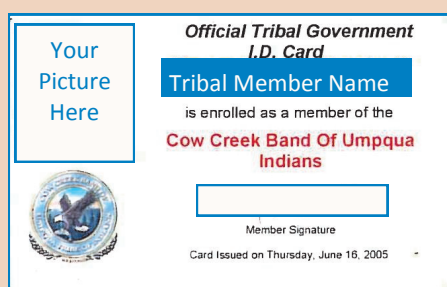 Your
Picture
Here
Official Tribal Government
I.D. Card
Tribal Member Name
is enrolled as a member of the
Cow Creek Band Of Umpqua
Indians
Member Signature
Card Issued on Thursday, June 16, 2005